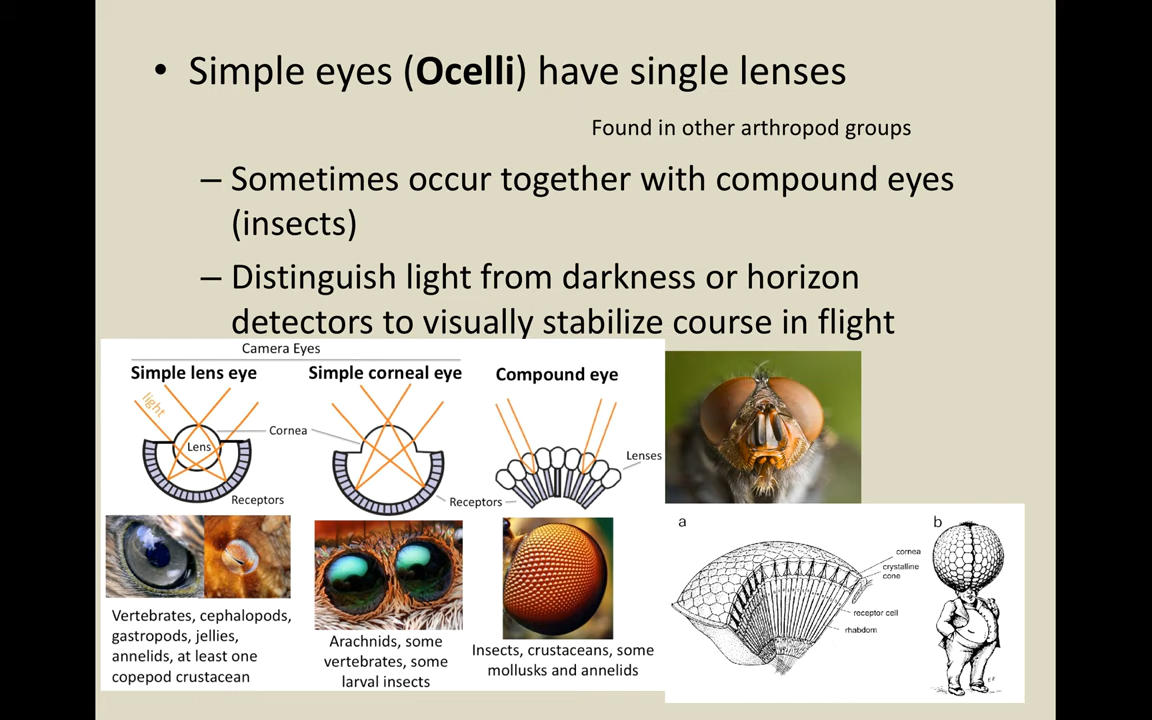 • Simple eyes (Ocelli) have single lenses
Found in other arthropod groups
– Sometimes occur together with compound eyes
(insects)
– Distinguish light from darkness or horizon
detectors to visually stabilize course in flight
Camera Eyes
Simple lens eye
Simple corneal eye
Compound eye
light
Lens
Cornea
Lenses
Receptors
Receptors
Vertebrates, cephalopods,
gastropods, jellies,
annelids, at least one
copepod crustacean
Arachnids, some
vertebrates, some
larval insects
Insects, crustaceans, some
mollusks and annelids
a
b
cornea
crystalline
cone
receptor cell
rhabdom